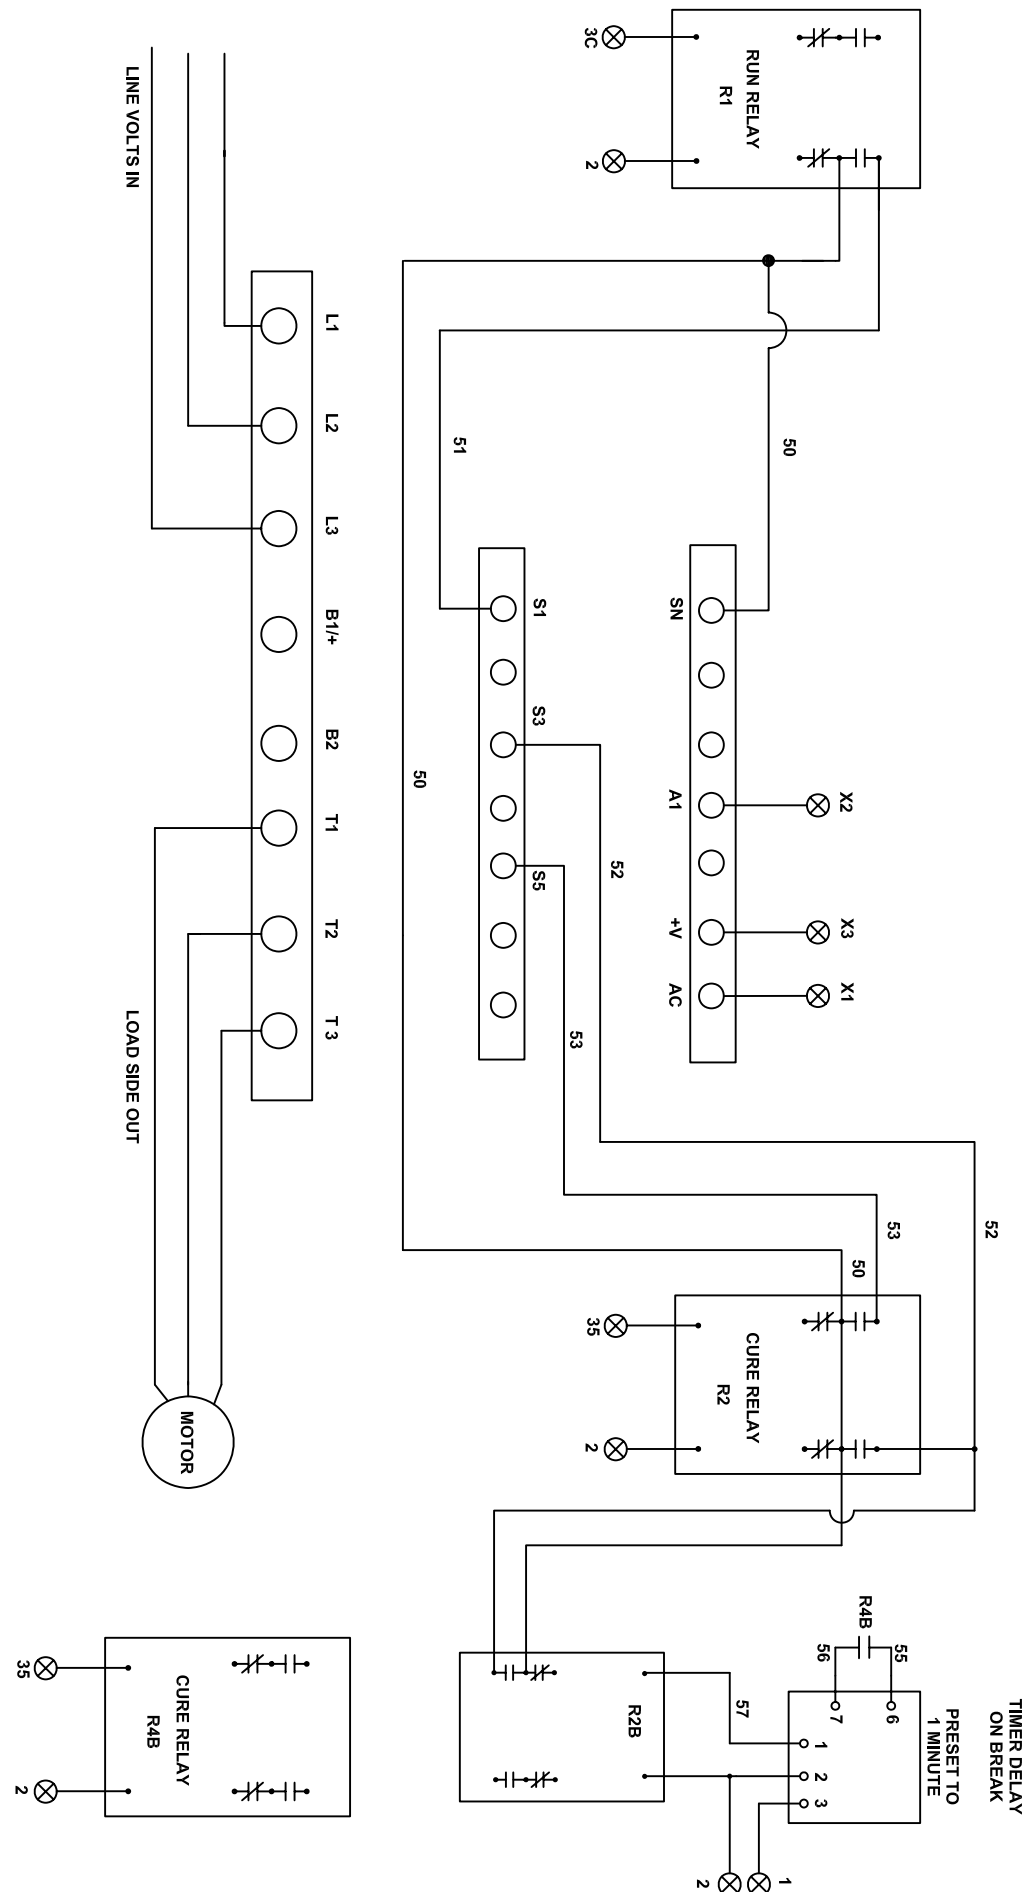 TIMER DELAY
ON BREAK
PRESET TO
1 MINUTE
R4B
55
56
6
7
1
2
3
57
1
2
R2B
RUN RELAY
R1
3C
2
50
51
SN
A1
+V
AC
X2
X3
X1
S1
S3
S5
52
53
50
52
53
50
CURE RELAY
R2
35
2
LINE VOLTS IN
L1
L2
L3
B1/+
B2
T1
T2
T 3
LOAD SIDE OUT
MOTOR
CURE RELAY
R4B
35
2